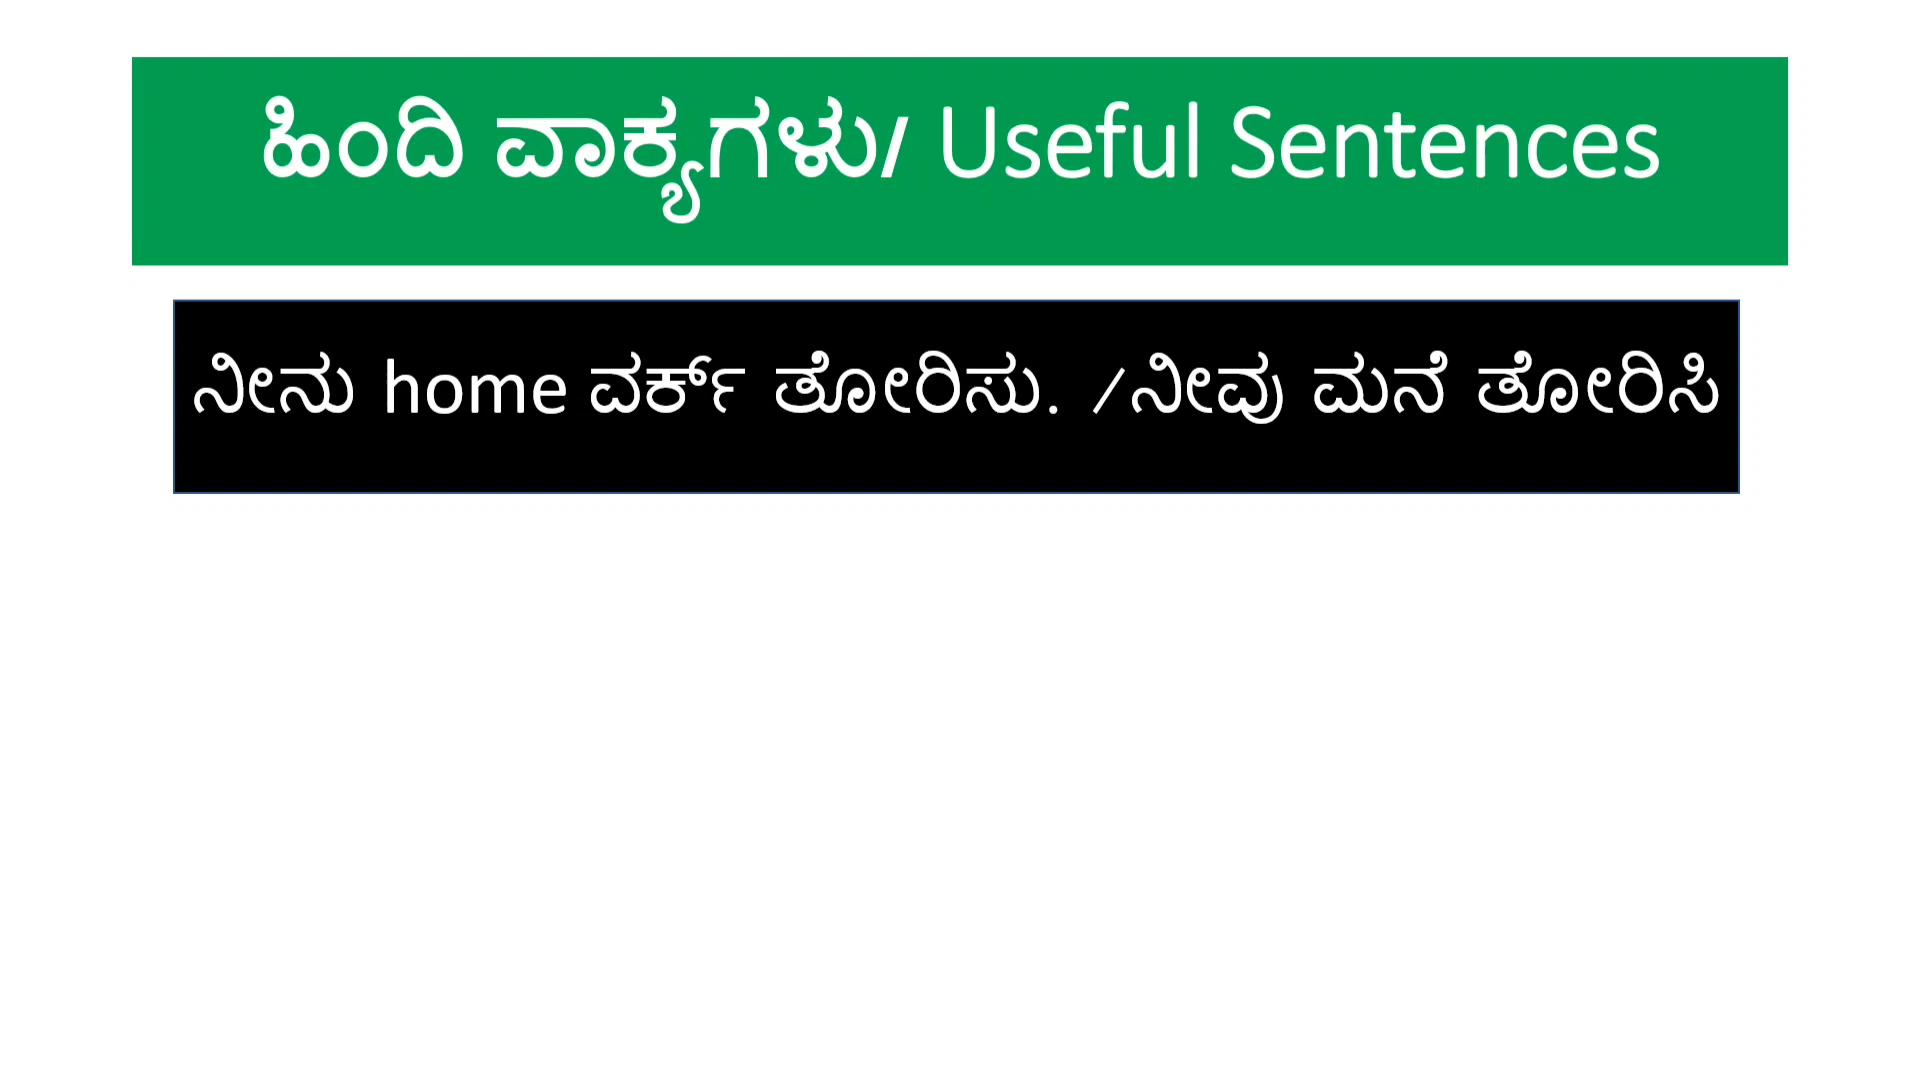 ಹಿಂದಿ ವಾಕ್ಯಗಳು/ Useful Sentences
ನೀನು home ವರ್ಕ್ ತೋರಿಸು. /ನೀವು ಮನೆ ತೋರಿಸಿ